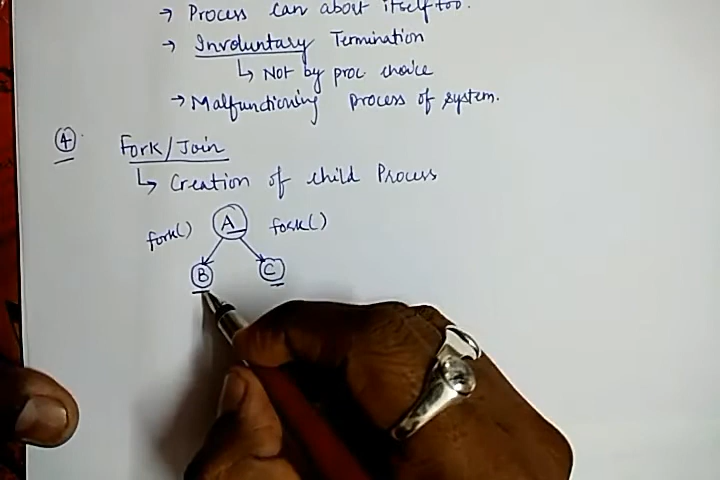 → Process can abort itself too.
→ Involuntary Termination
↳ Not by proc choice
→ Malfunctioning Process of system.
④ Fork/Join
↳ Creation of child Process
fork() A fork()
B C